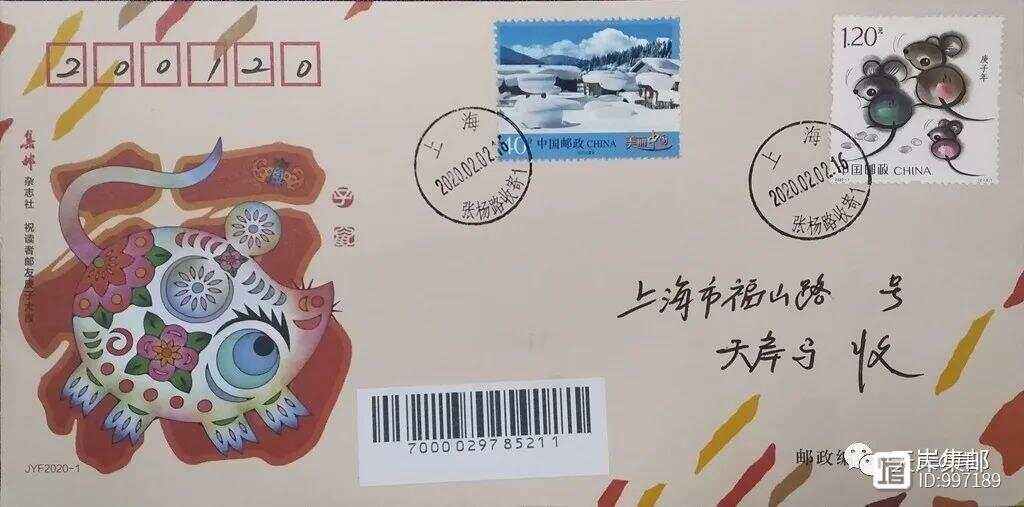 200120
集邮 杂志社 祝读者邮友庚子大吉
子鼠
JYF2020-1
中国邮政 CHINA
美丽中国
1.20元
庚子年
中国邮政 CHINA
上海
2020.02.02.16
张杨路收寄1
上海
2020.02.02.16
张杨路收寄1
上海市福山路 号
天岸马 收
7000029785211
邮政编
ID:997189